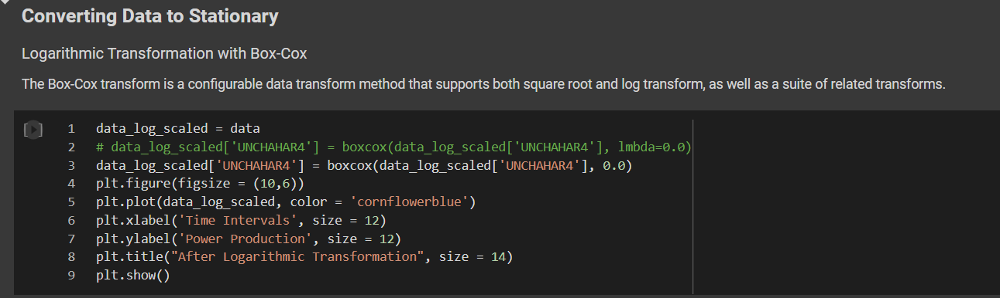 Converting Data to Stationary
Logarithmic Transformation with Box-Cox
The Box-Cox transform is a configurable data transform method that supports both square root and log transform, as well as a suite of related transforms.
1 data_log_scaled = data
2 # data_log_scaled['UNCHAHAR4'] = boxcox(data_log_scaled['UNCHAHAR4'], lmbda=0.0)
3 data_log_scaled['UNCHAHAR4'] = boxcox(data_log_scaled['UNCHAHAR4'], 0.0)
4 plt.figure(figsize = (10,6))
5 plt.plot(data_log_scaled, color = 'cornflowerblue')
6 plt.xlabel('Time Intervals', size = 12)
7 plt.ylabel('Power Production', size = 12)
8 plt.title("After Logarithmic Transformation", size = 14)
9 plt.show()